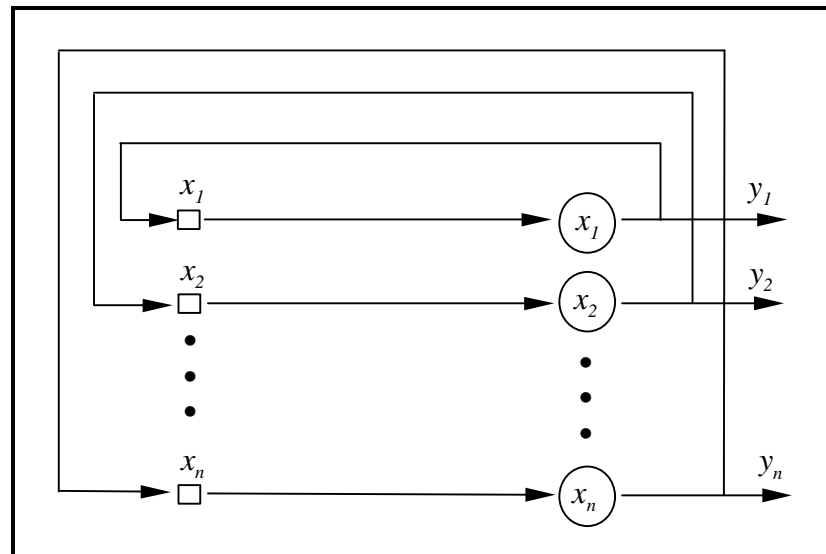 x₁ x₁ y₁
x₂ x₂ y₂
xₙ xₙ yₙ